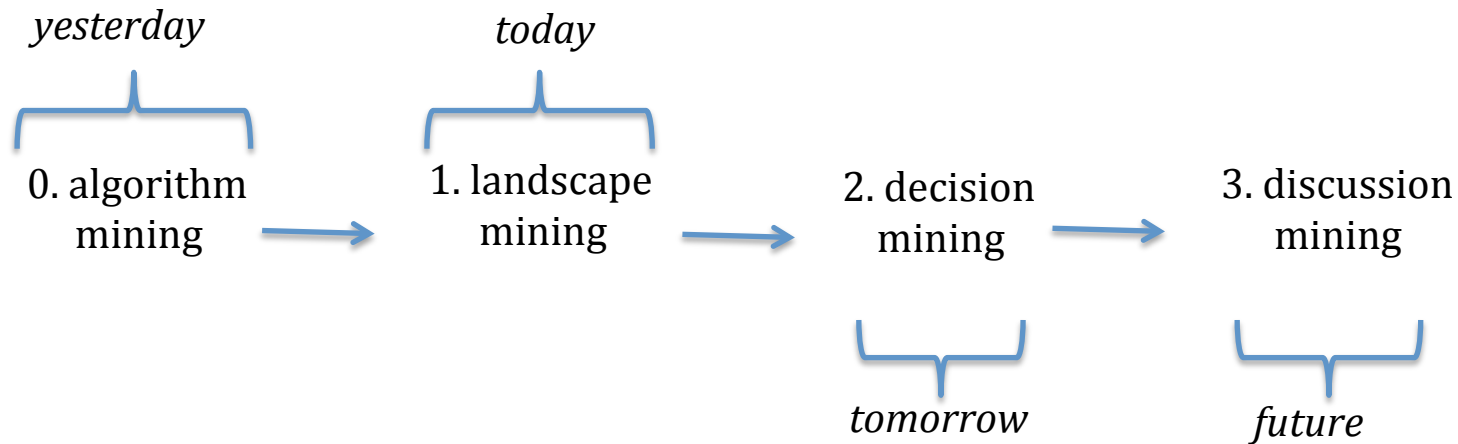 yesterday
today
0. algorithm
mining
1. landscape
mining
2. decision
mining
3. discussion
mining
tomorrow
future